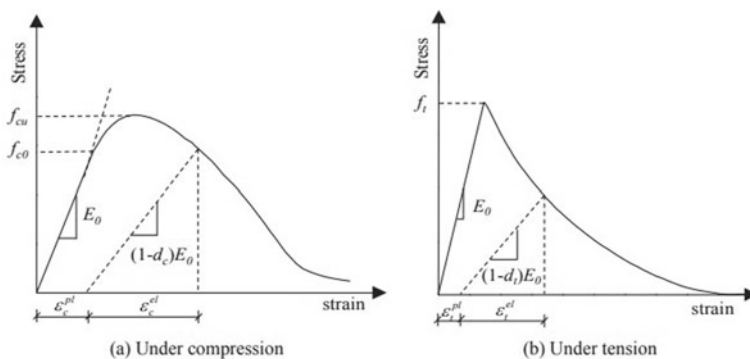 Stress
f_cu
f_c0
E_0
(1-d_c)E_0
ε_c^pl
ε_c^el
strain
(a) Under compression
Stress
f_t
E_0
(1-d_t)E_0
ε_t^pl
ε_t^el
strain
(b) Under tension